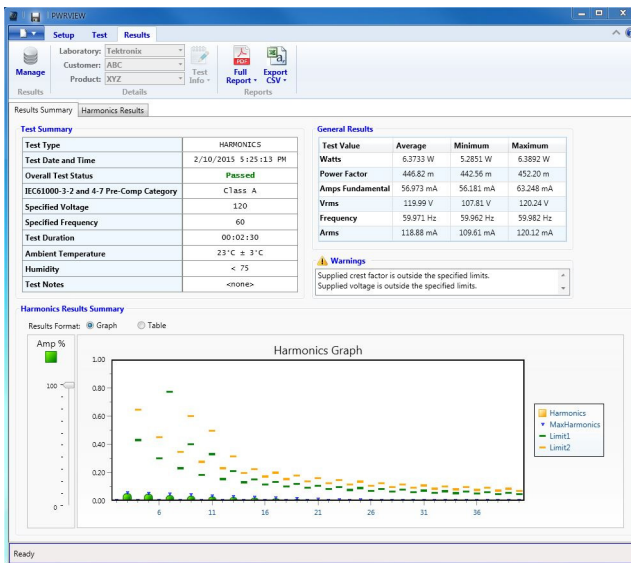 PWRVIEW
Setup Test Results
Manage
Results
Laboratory: Tektronix
Customer: ABC
Product: XYZ
Details
Test Info
PDF
Full Report
Export CSV
Reports
Results Summary Harmonics Results
Test Summary
Test Type HARMONICS
Test Date and Time 2/10/2015 5:25:13 PM
Overall Test Status Passed
IEC61000-3-2 and 4-7 Pre-Comp Category Class A
Specified Voltage 120
Specified Frequency 60
Test Duration 00:02:30
Ambient Temperature 23°C ± 3°C
Humidity < 75
Test Notes <none>
General Results
Test Value Average Minimum Maximum
Watts 6.3733 W 5.2851 W 6.3892 W
Power Factor 446.82 m 442.56 m 452.20 m
Amps Fundamental 56.973 mA 56.181 mA 63.248 mA
Vrms 119.99 V 107.81 V 120.24 V
Frequency 59.971 Hz 59.962 Hz 59.982 Hz
Arms 118.88 mA 109.61 mA 120.12 mA
Warnings
Supplied crest factor is outside the specified limits.
Supplied voltage is outside the specified limits.
Harmonics Results Summary
Results Format: Graph Table
Amp %
100
0
Harmonics Graph
1.00
0.80
0.60
0.40
0.20
0.00
6 11 16 21 26 31 36
Harmonics
MaxHarmonics
Limit1
Limit2
Ready